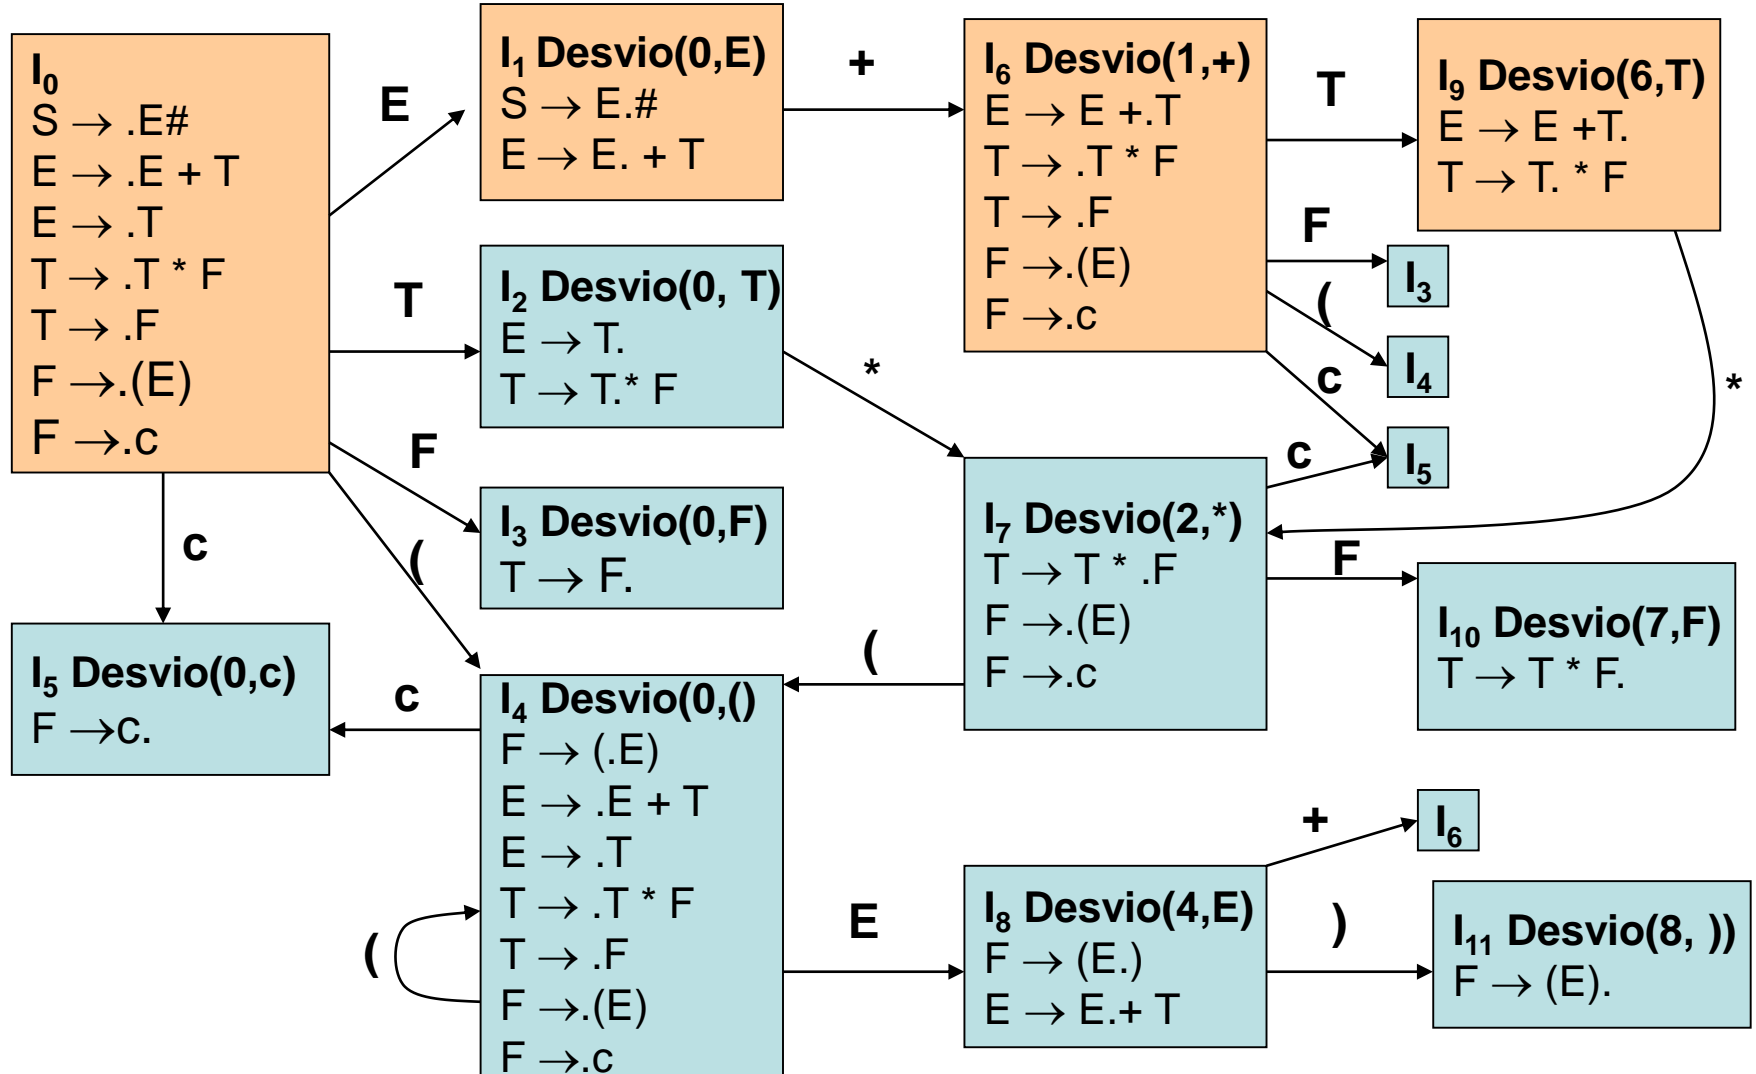 I0
S → .E#
E → .E + T
E → .T
T → .T * F
T → .F
F →.(E)
F →.c
E
I1 Desvio(0,E)
S → E.#
E → E. + T
+
I6 Desvio(1,+)
E → E +.T
T → .T * F
T → .F
F →.(E)
F →.c
T
I9 Desvio(6,T)
E → E +T.
T → T. * F
F
I3
(
I4
c
I5
*
T
I2 Desvio(0, T)
E → T.
T → T.* F
*
F
I3 Desvio(0,F)
T → F.
c
(
I7 Desvio(2,*)
T → T * .F
F →.(E)
F →.c
c
F
I10 Desvio(7,F)
T → T * F.
(
I5 Desvio(0,c)
F →c.
c
I4 Desvio(0,()
F → (.E)
E → .E + T
E → .T
T → .T * F
T → .F
F →.(E)
F →.c
(
E
I8 Desvio(4,E)
F → (E.)
E → E.+ T
+
I6
)
I11 Desvio(8, ))
F → (E).